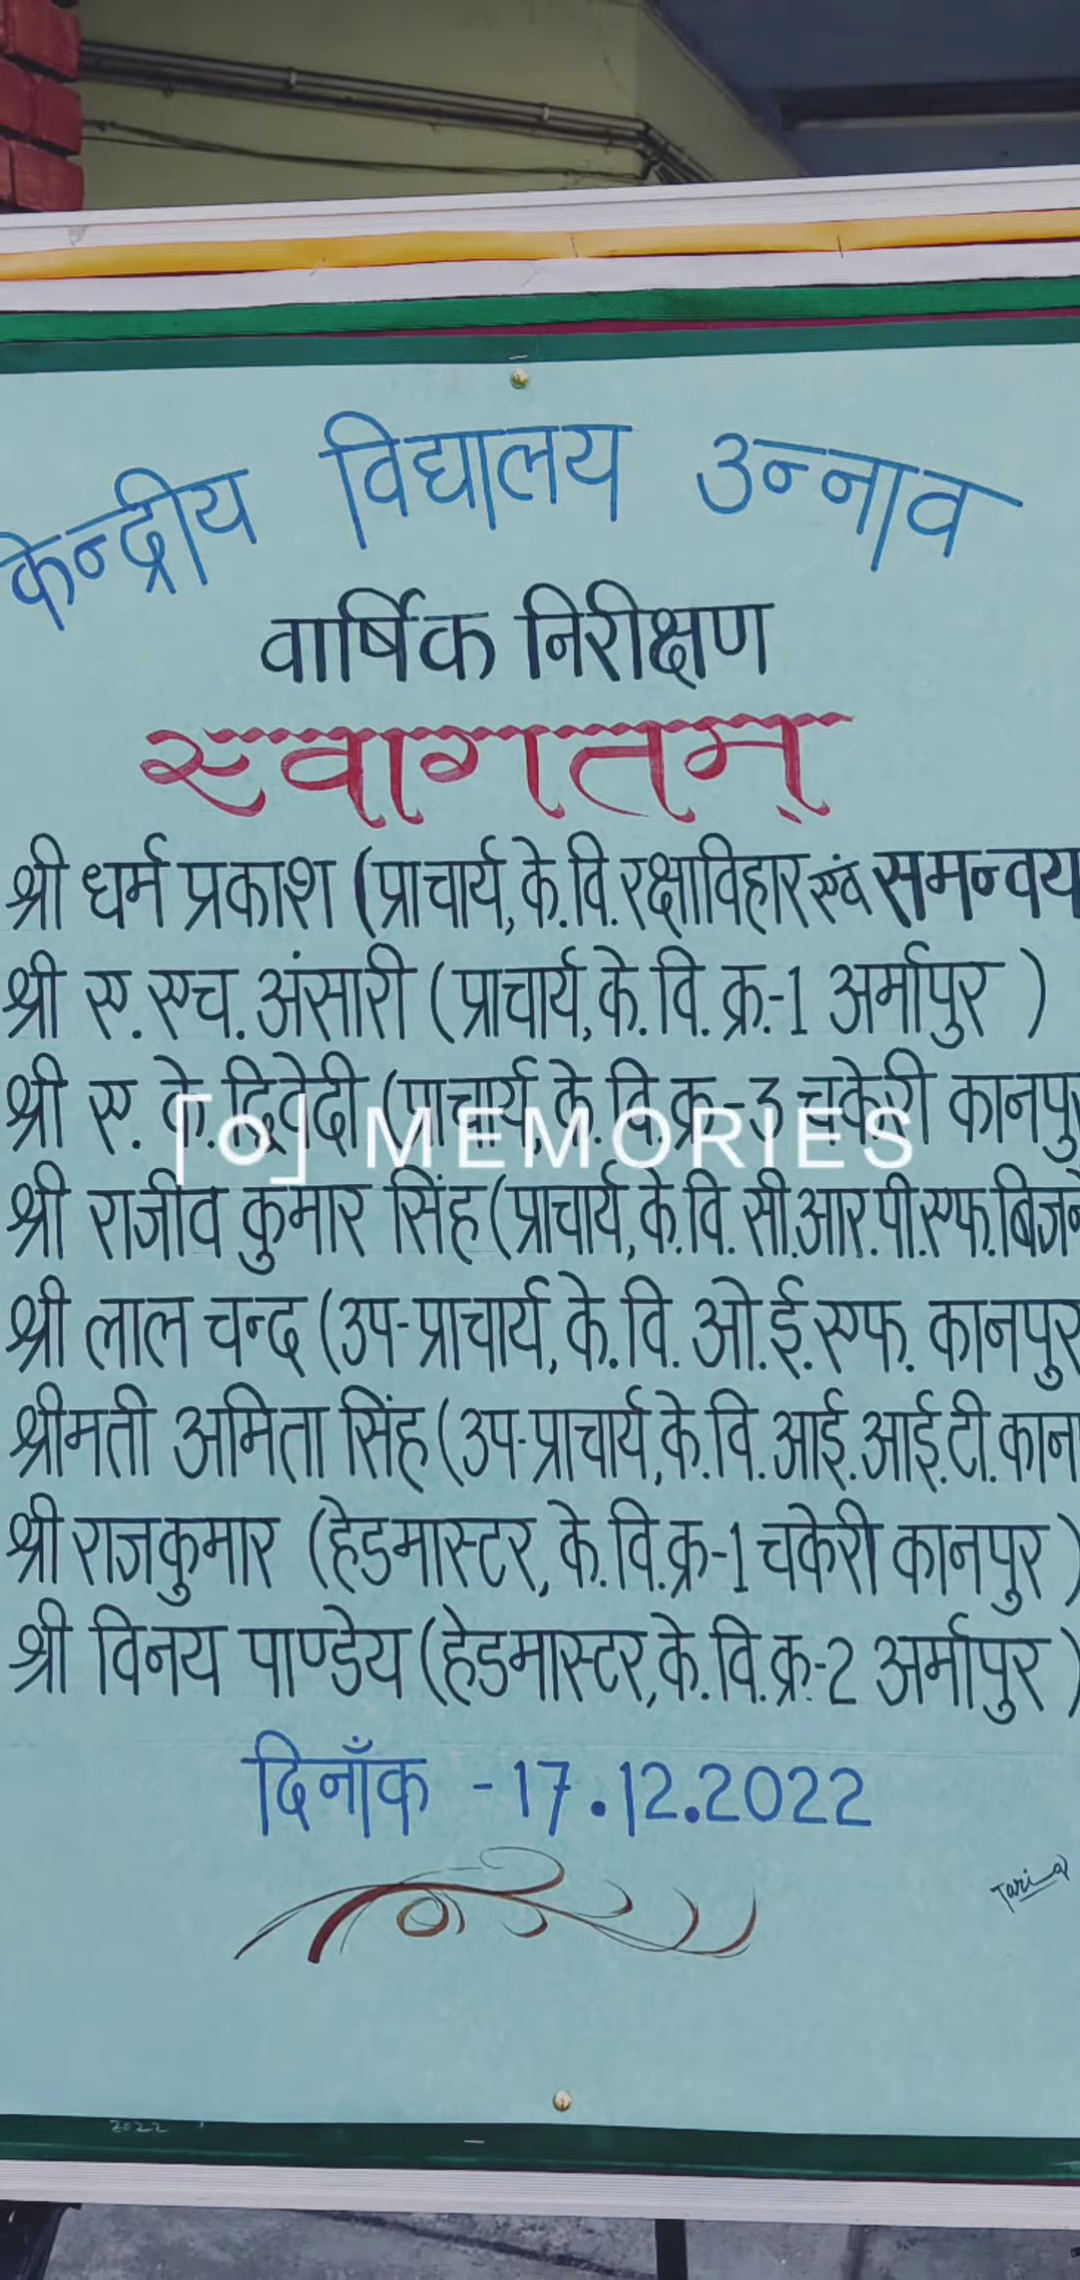 केन्द्रीय विद्यालय उन्नाव
वार्षिक निरीक्षण
स्वागतम्
श्री धर्म प्रकाश (प्राचार्य, के.वि.रक्षाविहार एवं समन्वय
श्री ए.एच. अंसारी (प्राचार्य, के. वि. क्र.-1 अर्मापुर )
श्री ए. के. द्विवेदी (प्राचार्य, के. वि. क्र-3 चकेरी कानपु
[o] MEMORIES
श्री राजीव कुमार सिंह (प्राचार्य, के.वि. सी.आर.पी.एफ.
श्री लाल चन्द (उप-प्राचार्य, के. वि. ओ.ई.एफ. कानपुर
श्रीमती अमिता सिंह (उप-प्राचार्य, के.वि. आई.आई.टी. कान
श्री राजकुमार (हेडमास्टर, के.वि.क्र-1 चकेरी कानपुर )
श्री विनय पाण्डेय (हेडमास्टर, के.वि.क्र.-2 अर्मापुर )
दिनाँक - 17.12.2022
2022